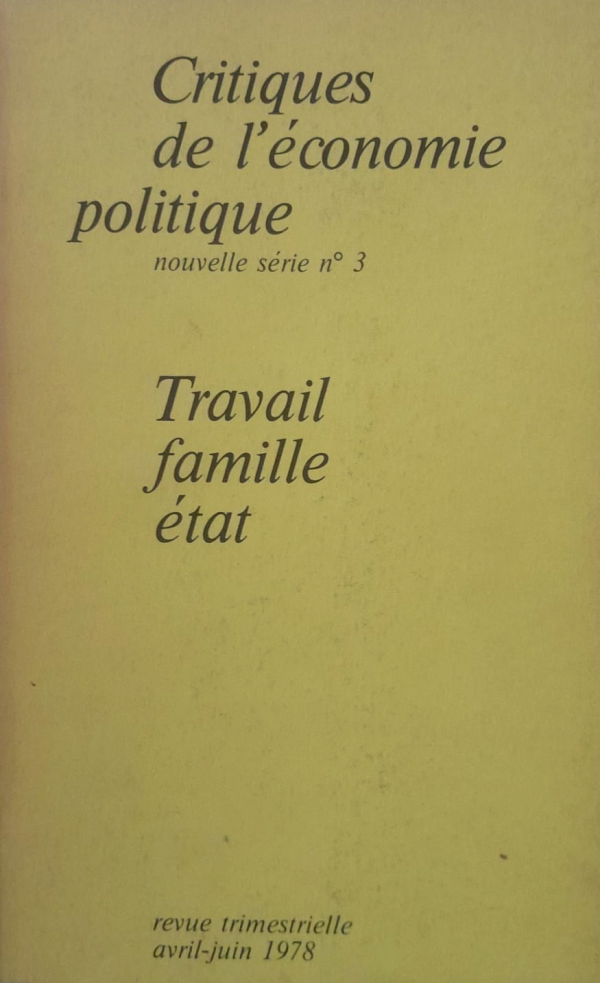 Critiques
de l'économie
politique
nouvelle série n° 3
Travail
famille
état
revue trimestrielle
avril-juin 1978